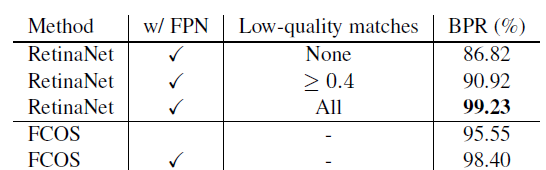 Method w/ FPN Low-quality matches BPR (%)
RetinaNet ✓ None 86.82
RetinaNet ✓ ≥ 0.4 90.92
RetinaNet ✓ All 99.23
FCOS - 95.55
FCOS ✓ - 98.40